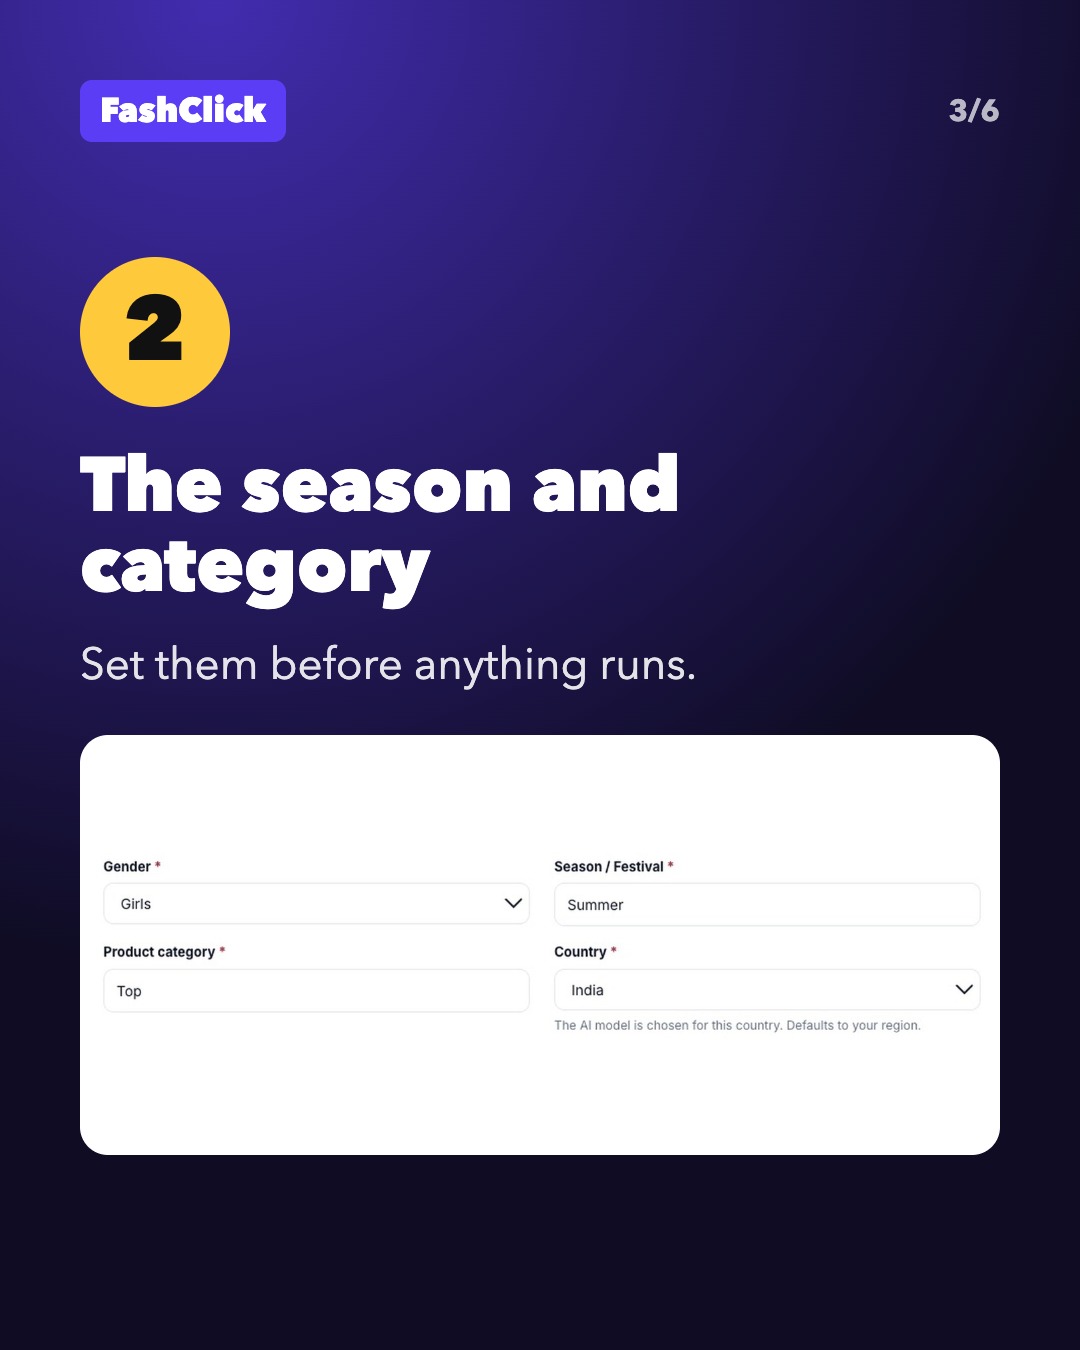 FashClick
3/6
2
The season and
category
Set them before anything runs.
Gender *
Season / Festival *
Girls
Summer
Product category *
Country *
Top
India
The AI model is chosen for this country. Defaults to your region.